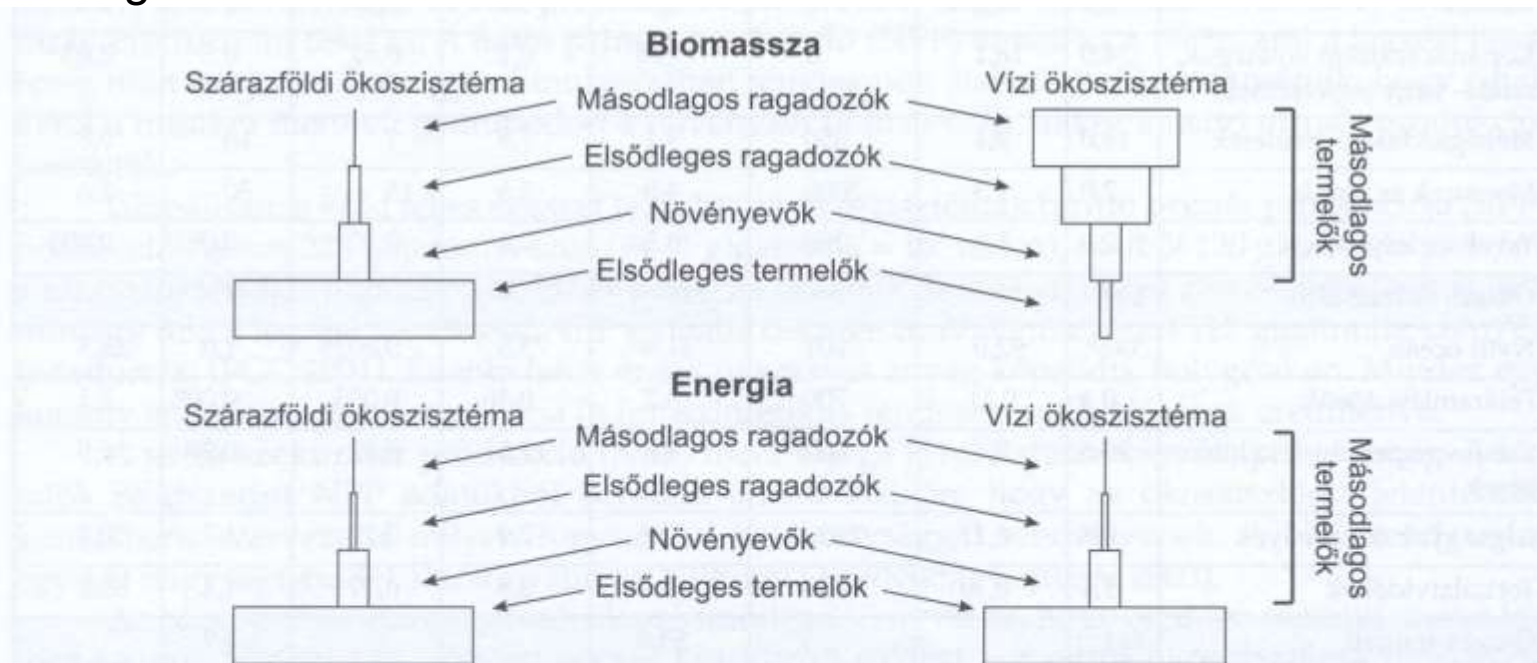 Biomassza
Szárazföldi ökoszisztéma
Vízi ökoszisztéma
Másodlagos ragadozók
Elsődleges ragadozók
Növényevők
Elsődleges termelők
Másodlagos
termelők
Energia
Szárazföldi ökoszisztéma
Vízi ökoszisztéma
Másodlagos ragadozók
Elsődleges ragadozók
Növényevők
Elsődleges termelők
Másodlagos
termelők